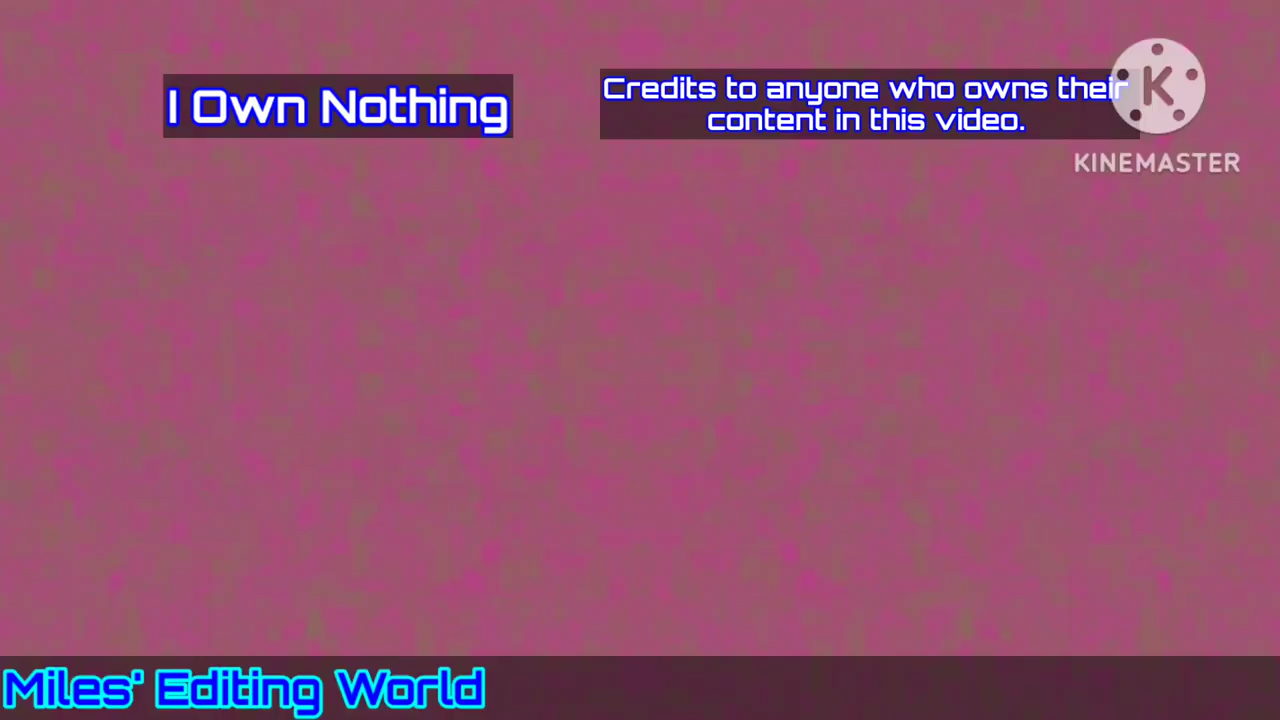 I Own Nothing
Credits to anyone who owns their
content in this video.
K
KINEMASTER
Miles' Editing World